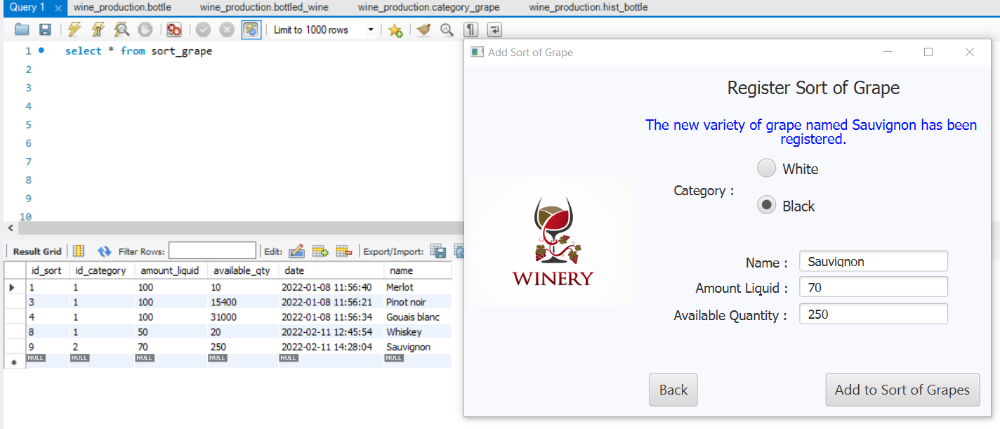 Query 1
wine_production.bottle
wine_production.bottled_wine
wine_production.category_grape
wine_production.hist_bottle
Limit to 1000 rows
1 select * from sort_grape
2
3
4
5
6
7
8
9
10
Result Grid Filter Rows: Edit: Export/Import:
id_sort id_category amount_liquid available_qty date name
1 1 100 10 2022-01-08 11:56:40 Merlot
3 1 100 15400 2022-01-08 11:56:21 Pinot noir
4 1 100 31000 2022-01-08 11:56:34 Gouais blanc
8 1 50 20 2022-02-11 12:45:54 Whiskey
9 2 70 250 2022-02-11 14:28:04 Sauvignon
NULL NULL NULL NULL NULL NULL
Add Sort of Grape
Register Sort of Grape
The new variety of grape named Sauvignon has been
registered.
White
Category :
Black
WINERY
Name : Sauvignon
Amount Liquid : 70
Available Quantity : 250
Back
Add to Sort of Grapes